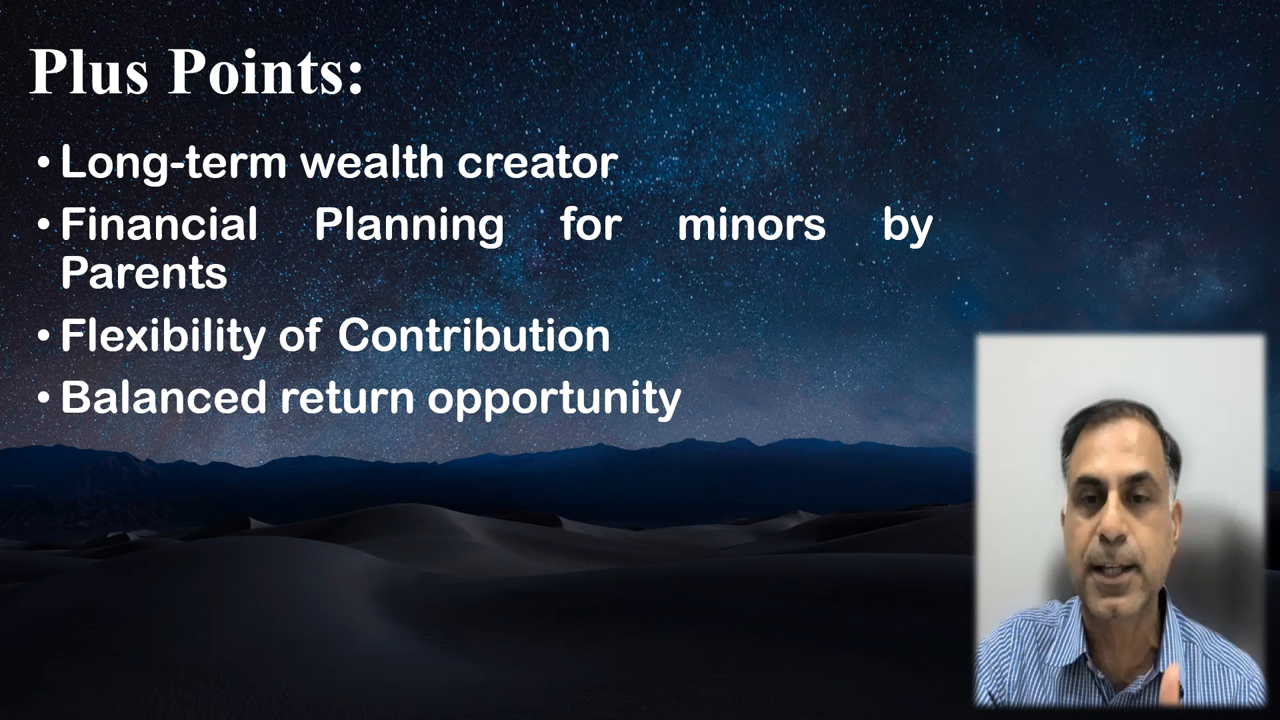 Plus Points:
• Long-term wealth creator
• Financial Planning for minors by
Parents
• Flexibility of Contribution
• Balanced return opportunity